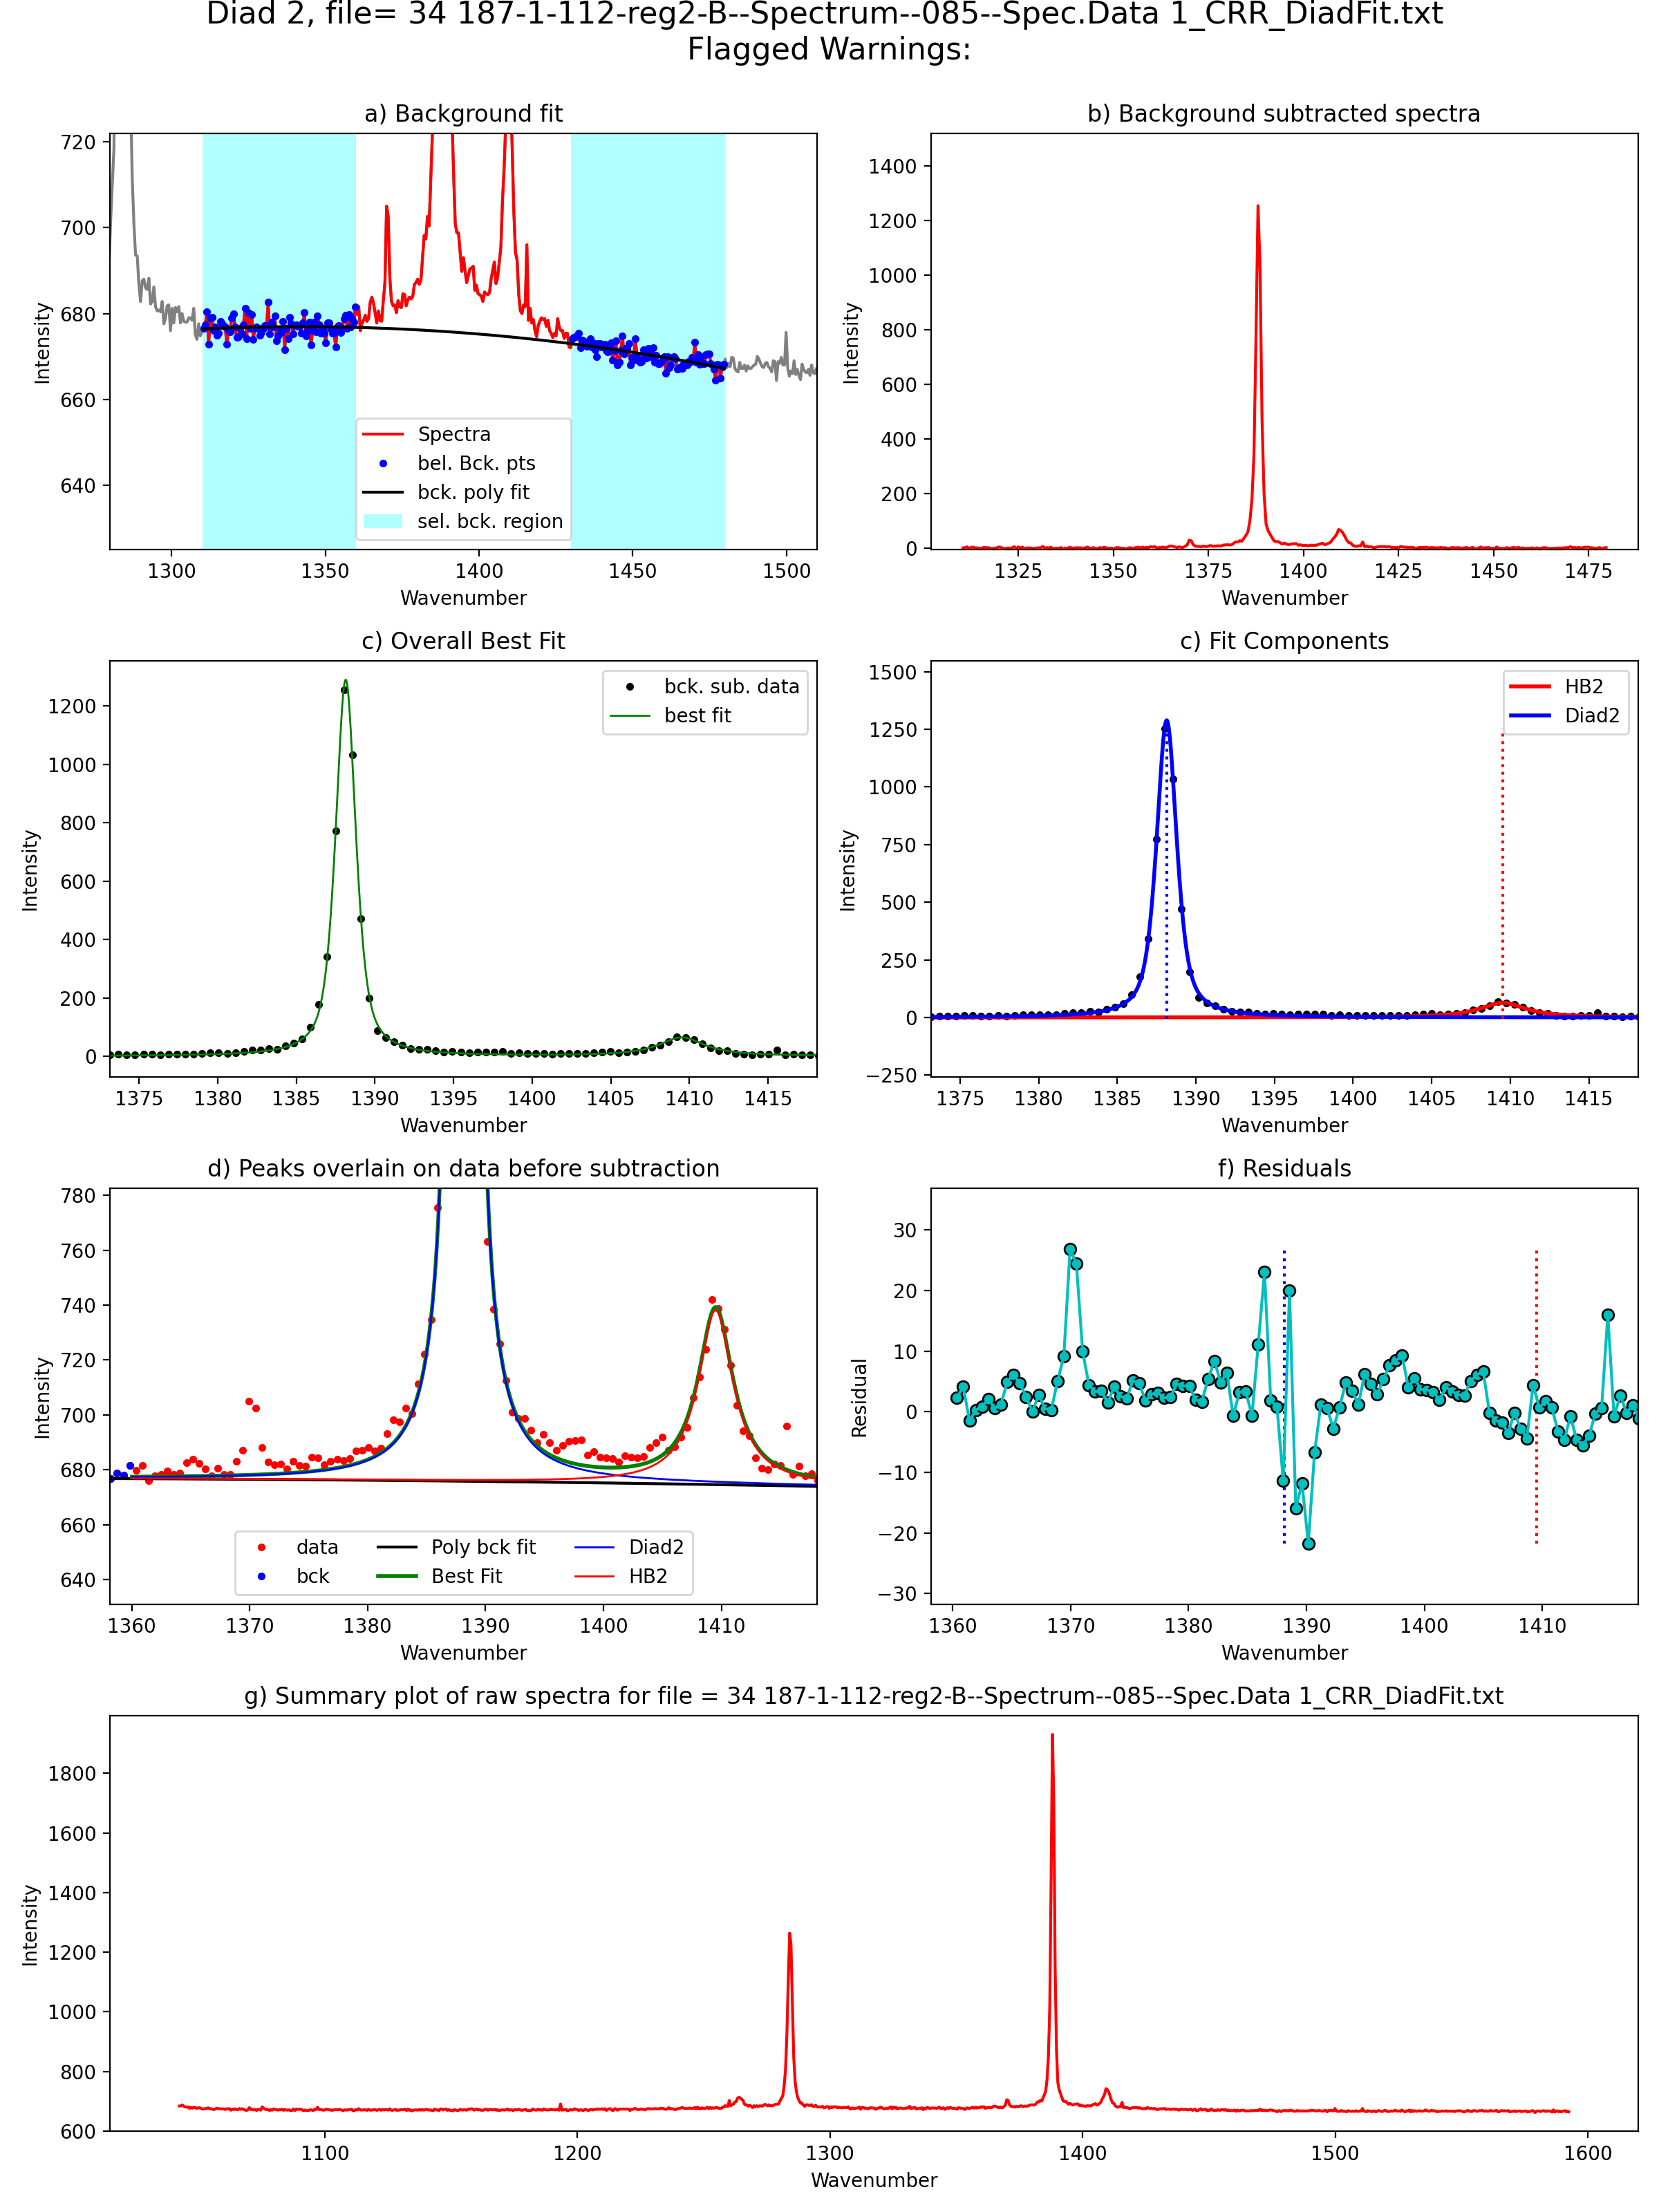 Diad 2, file= 34 187-1-112-reg2-B--Spectrum--085--Spec.Data 1_CRR_DiadFit.txt
Flagged Warnings:
a) Background fit
720
700
680
660
640
Intensity
Spectra
bel. Bck. pts
bck. poly fit
sel. bck. region
1300 1350 1400 1450 1500
Wavenumber
b) Background subtracted spectra
1400
1200
1000
800
600
400
200
0
Intensity
1325 1350 1375 1400 1425 1450 1475
Wavenumber
c) Overall Best Fit
1200
1000
800
600
400
200
0
Intensity
bck. sub. data
best fit
1375 1380 1385 1390 1395 1400 1405 1410 1415
Wavenumber
c) Fit Components
1500
1250
1000
750
500
250
0
−250
Intensity
HB2
Diad2
1375 1380 1385 1390 1395 1400 1405 1410 1415
Wavenumber
d) Peaks overlain on data before subtraction
780
760
740
720
700
680
660
640
Intensity
data
bck
Poly bck fit
Best Fit
Diad2
HB2
1360 1370 1380 1390 1400 1410
Wavenumber
f) Residuals
30
20
10
0
−10
−20
−30
Residual
1360 1370 1380 1390 1400 1410
Wavenumber
g) Summary plot of raw spectra for file = 34 187-1-112-reg2-B--Spectrum--085--Spec.Data 1_CRR_DiadFit.txt
1800
1600
1400
1200
1000
800
600
Intensity
1100 1200 1300 1400 1500 1600
Wavenumber